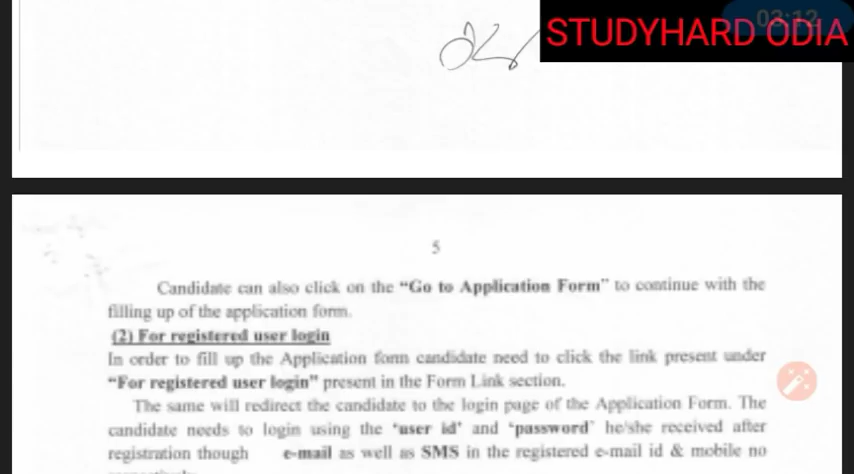 03:12
STUDYHARD ODIA
5
Candidate can also click on the “Go to Application Form” to continue with the
filling up of the application form.
(2) For registered user login
In order to fill up the Application form candidate need to click the link present under
“For registered user login” present in the Form Link section.
The same will redirect the candidate to the login page of the Application Form. The
candidate needs to login using the ‘user id’ and ‘password’ he/she received after
registration though e-mail as well as SMS in the registered e-mail id & mobile no